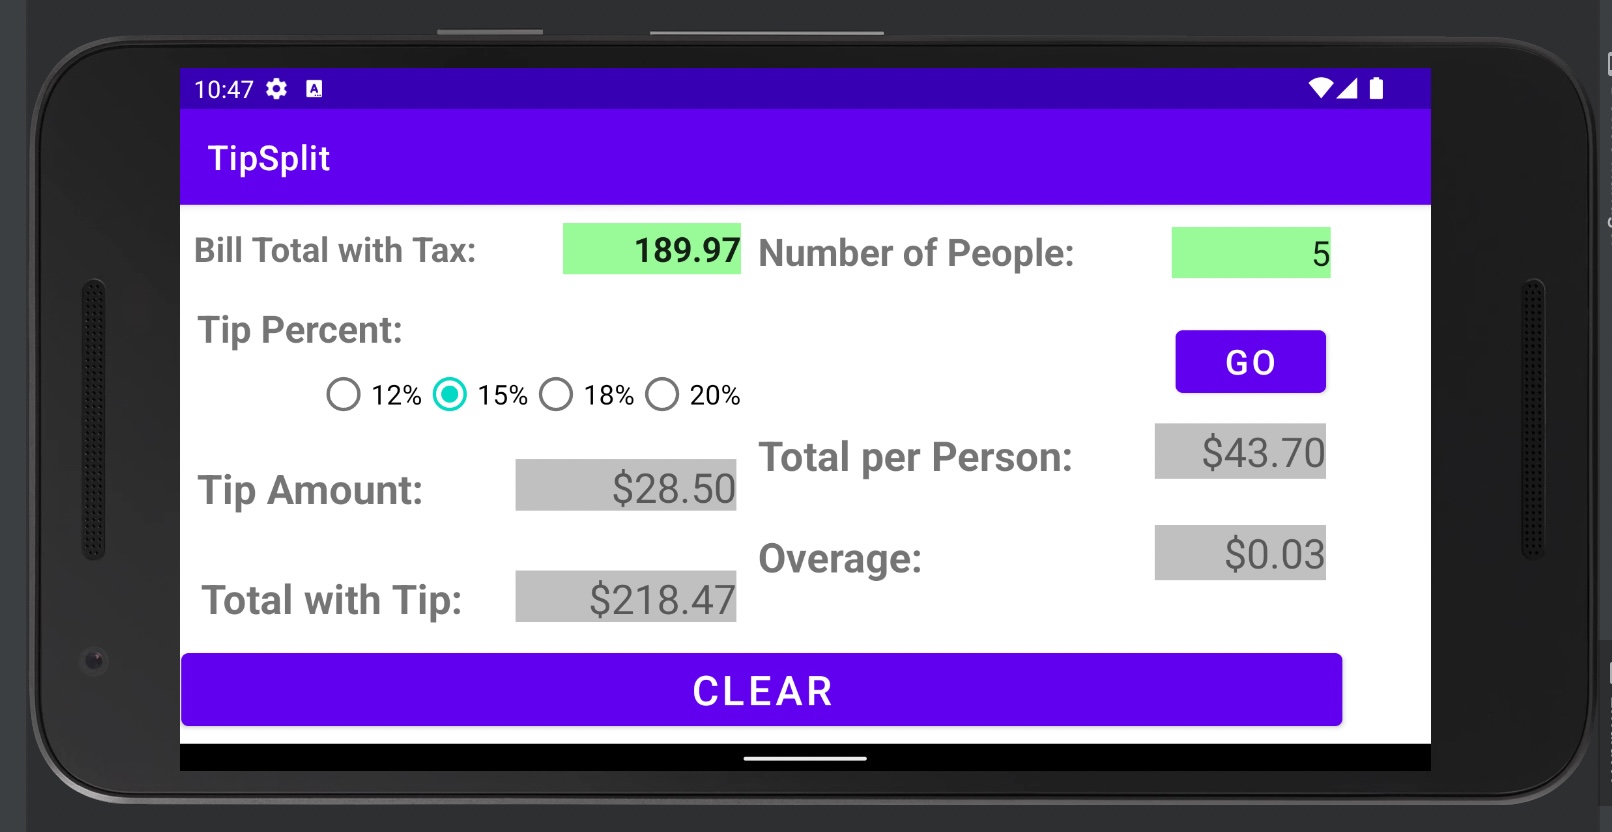 10:47
TipSplit
Bill Total with Tax: 189.97 Number of People: 5
Tip Percent:
GO
12% 15% 18% 20%
Total per Person: $43.70
Tip Amount: $28.50
Overage: $0.03
Total with Tip: $218.47
CLEAR